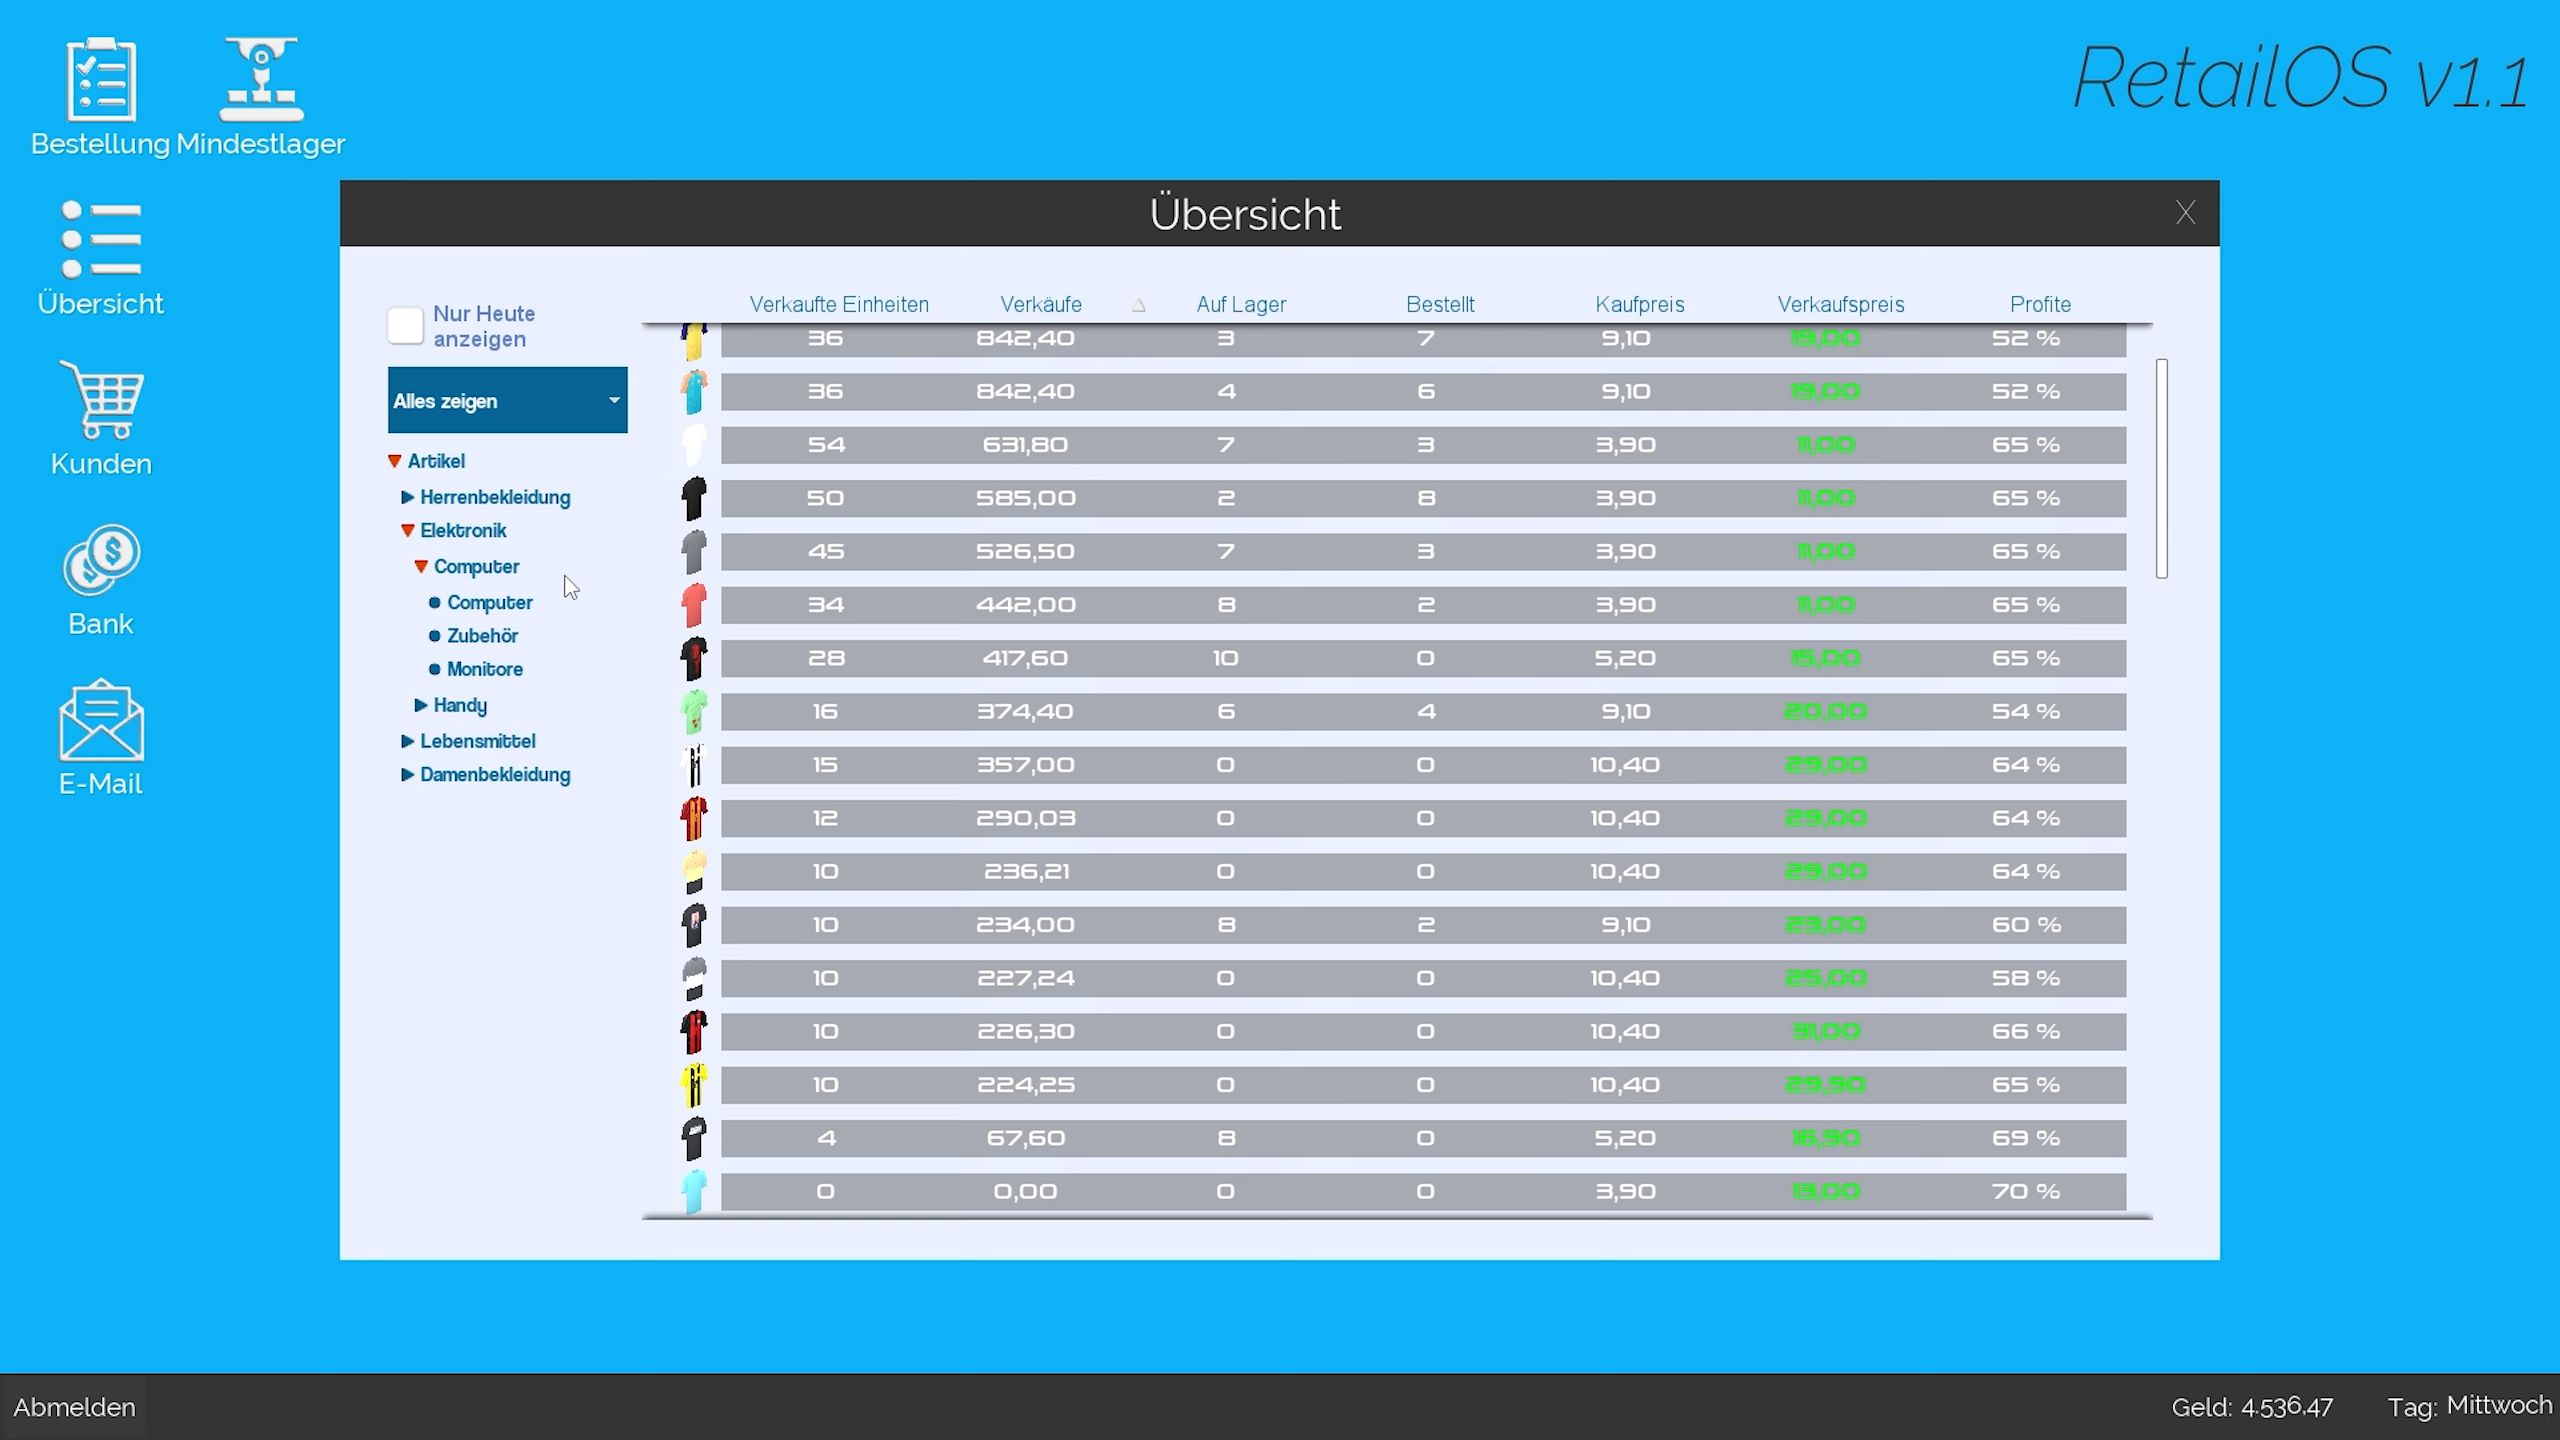 RetailOS v1.1
Bestellung Mindestlager
Übersicht
Kunden
Bank
E-Mail
Übersicht X
Nur Heute
anzeigen
Alles zeigen
Artikel
Herrenbekleidung
Elektronik
Computer
Computer
Zubehör
Monitore
Handy
Lebensmittel
Damenbekleidung
Verkaufte Einheiten Verkäufe Auf Lager Bestellt Kaufpreis Verkaufspreis Profite
36 842,40 3 7 9,10 19,00 52 %
36 842,40 4 6 9,10 19,00 52 %
54 631,80 7 3 3,90 11,00 65 %
50 585,00 2 8 3,90 11,00 65 %
45 526,50 7 3 3,90 11,00 65 %
34 442,00 8 2 3,90 11,00 65 %
28 417,60 10 0 5,20 15,00 65 %
16 374,40 6 4 9,10 20,00 54 %
15 357,00 0 0 10,40 29,00 64 %
12 290,03 0 0 10,40 29,00 64 %
10 236,21 0 0 10,40 29,00 64 %
10 234,00 8 2 9,10 23,00 60 %
10 227,24 0 0 10,40 25,00 58 %
10 226,30 0 0 10,40 31,00 66 %
10 224,25 0 0 10,40 29,90 65 %
4 67,60 8 0 5,20 16,90 69 %
0 0,00 0 0 3,90 13,00 70 %
Abmelden Geld: 4.536,47 Tag: Mittwoch